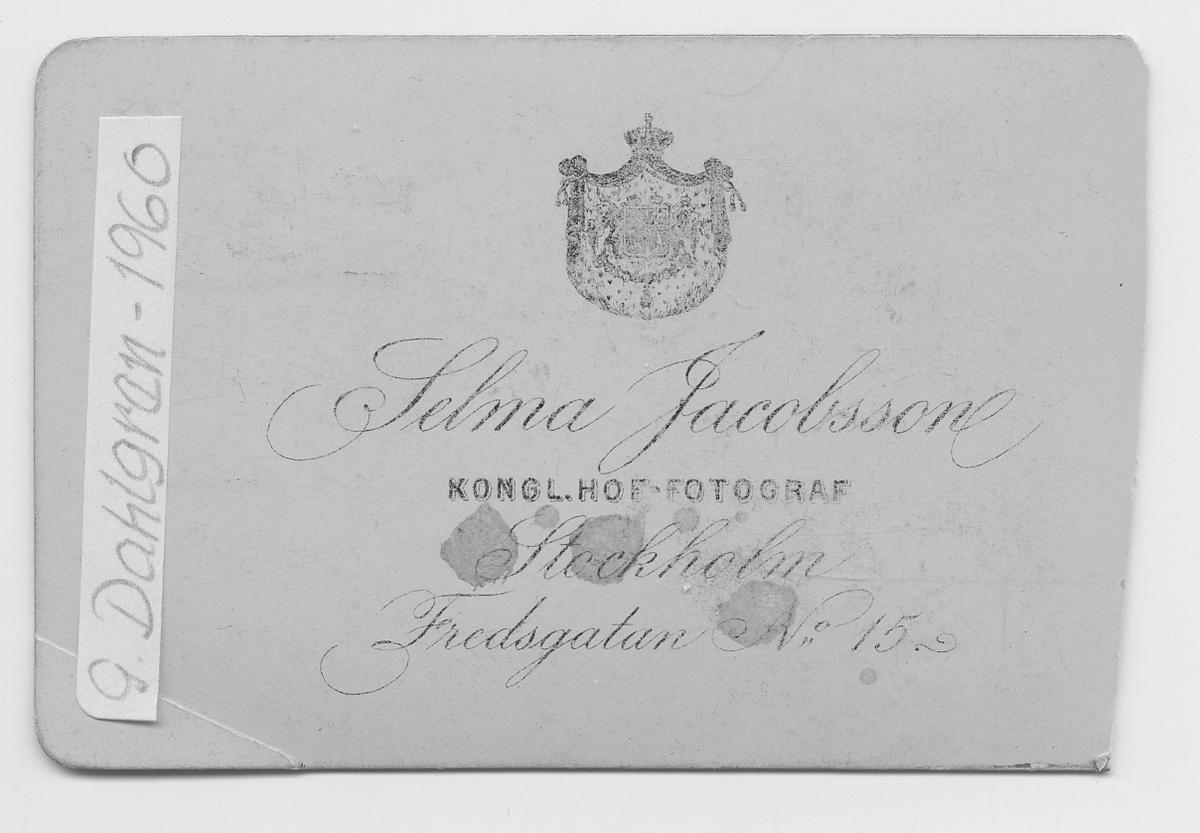 Selma Jacobsson
KONGL. HOF-FOTOGRAF
Stockholm
Fredsgatan No 15.
G. Dahlgren - 1960